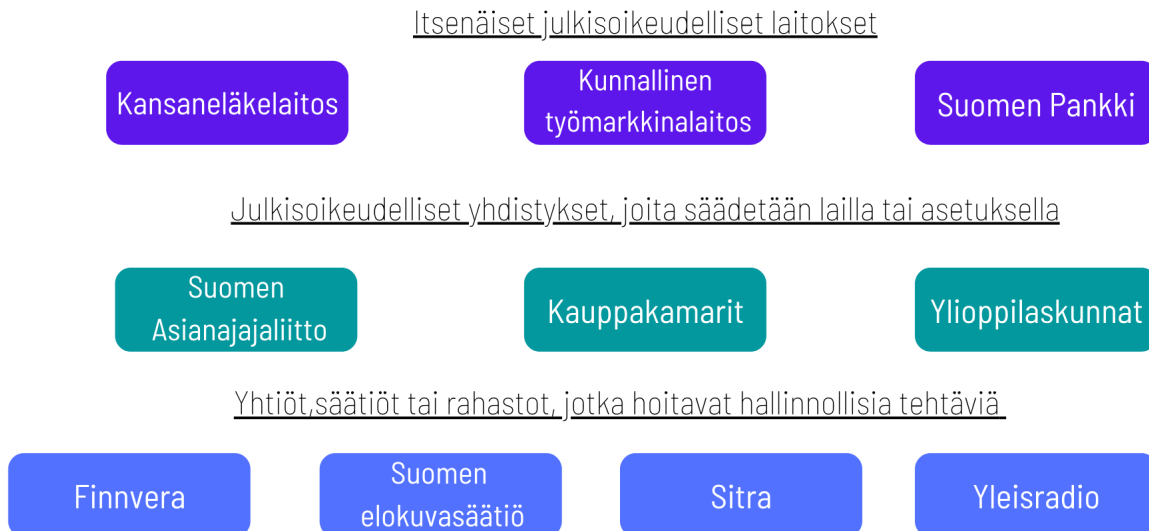 Itsenäiset julkisoikeudelliset laitokset
Kansaneläkelaitos
Kunnallinen
työmarkkinalaitos
Suomen Pankki
Julkisoikeudelliset yhdistykset, joita säädetään lailla tai asetuksella
Suomen
Asianajajaliitto
Kauppakamarit
Ylioppilaskunnat
Yhtiöt,säätiöt tai rahastot, jotka hoitavat hallinnollisia tehtäviä
Finnvera
Suomen
elokuvasäätiö
Sitra
Yleisradio